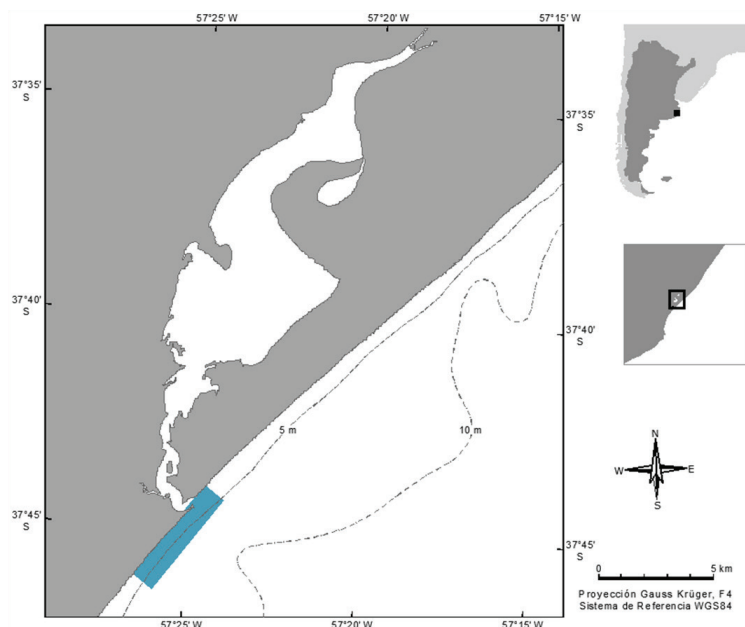 57°25' W
57°20' W
57°15' W
37°35'
S
37°35'
S
37°40'
S
37°40'
S
5 m
10 m
37°45'
S
37°45'
S
57°25' W
57°20' W
57°15' W
N
W
E
S
0
5 km
Proyección Gauss Krüger, F4
Sistema de Referencia WGS84